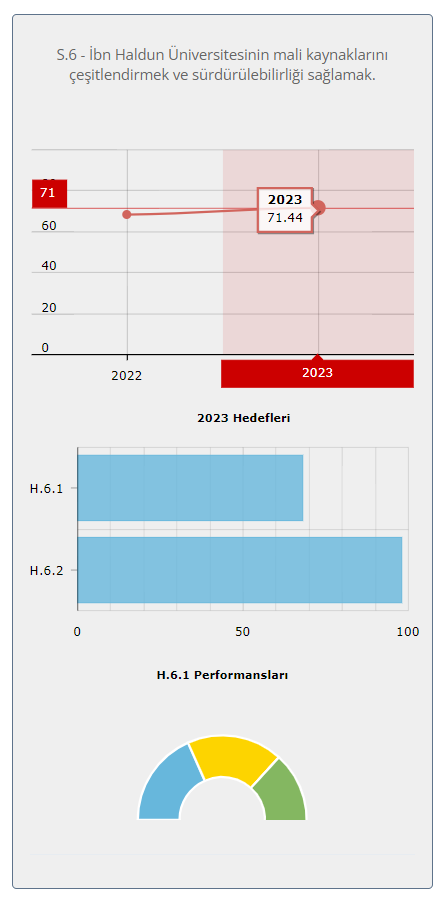 S.6 - İbn Haldun Üniversitesinin mali kaynaklarını
çeşitlendirmek ve sürdürülebilirliği sağlamak.
71
2023
71.44
60
40
20
0
2022
2023
2023 Hedefleri
H.6.1
H.6.2
0
50
100
H.6.1 Performansları